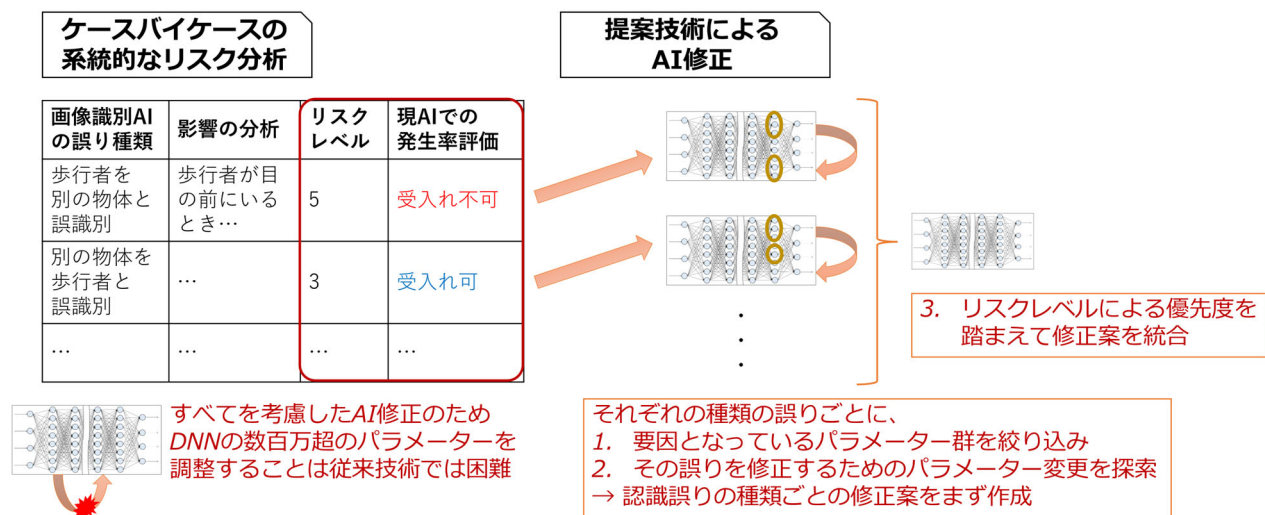 ケースバイケースの
系統的なリスク分析
提案技術による
AI修正
画像識別AI
の誤り種類
影響の分析
リスク
レベル
現AIでの
発生率評価
歩行者を
別の物体と
誤識別
歩行者が目
の前にいる
とき…
5
受入れ不可
別の物体を
歩行者と
誤識別
…
3
受入れ可
…
…
…
…
すべてを考慮したAI修正のため
DNNの数百万超のパラメーターを
調整することは従来技術では困難
それぞれの種類の誤りごとに、
1. 要因となっているパラメーター群を絞り込み
2. その誤りを修正するためのパラメーター変更を探索
→ 認識誤りの種類ごとの修正案をまず作成
3. リスクレベルによる優先度を
踏まえて修正案を統合